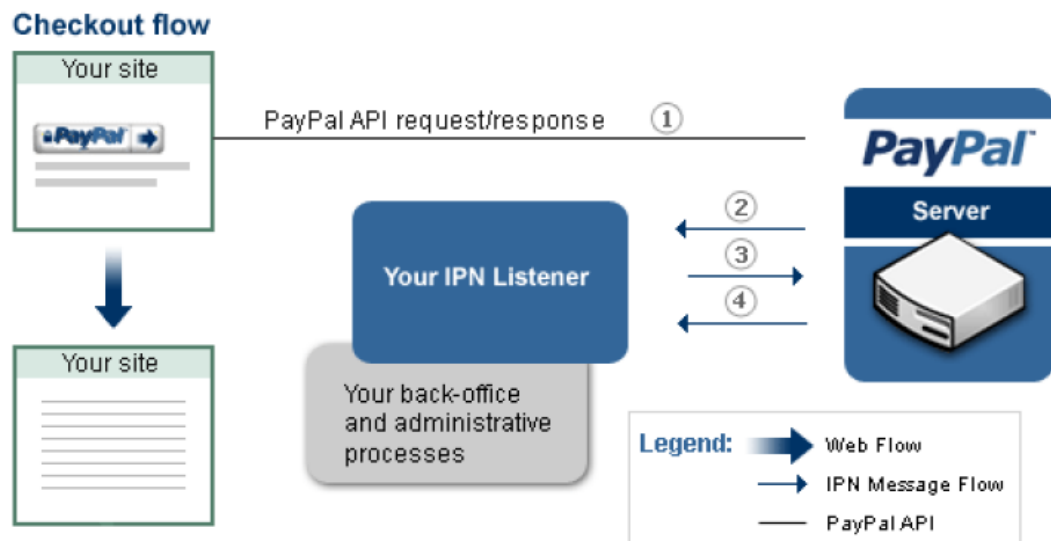 Checkout flow
Your site
PayPal
PayPal API request/response 1
PayPal™
Server
2
3
4
Your IPN Listener
Your site
Your back-office
and administrative
processes
Legend:
Web Flow
IPN Message Flow
PayPal API